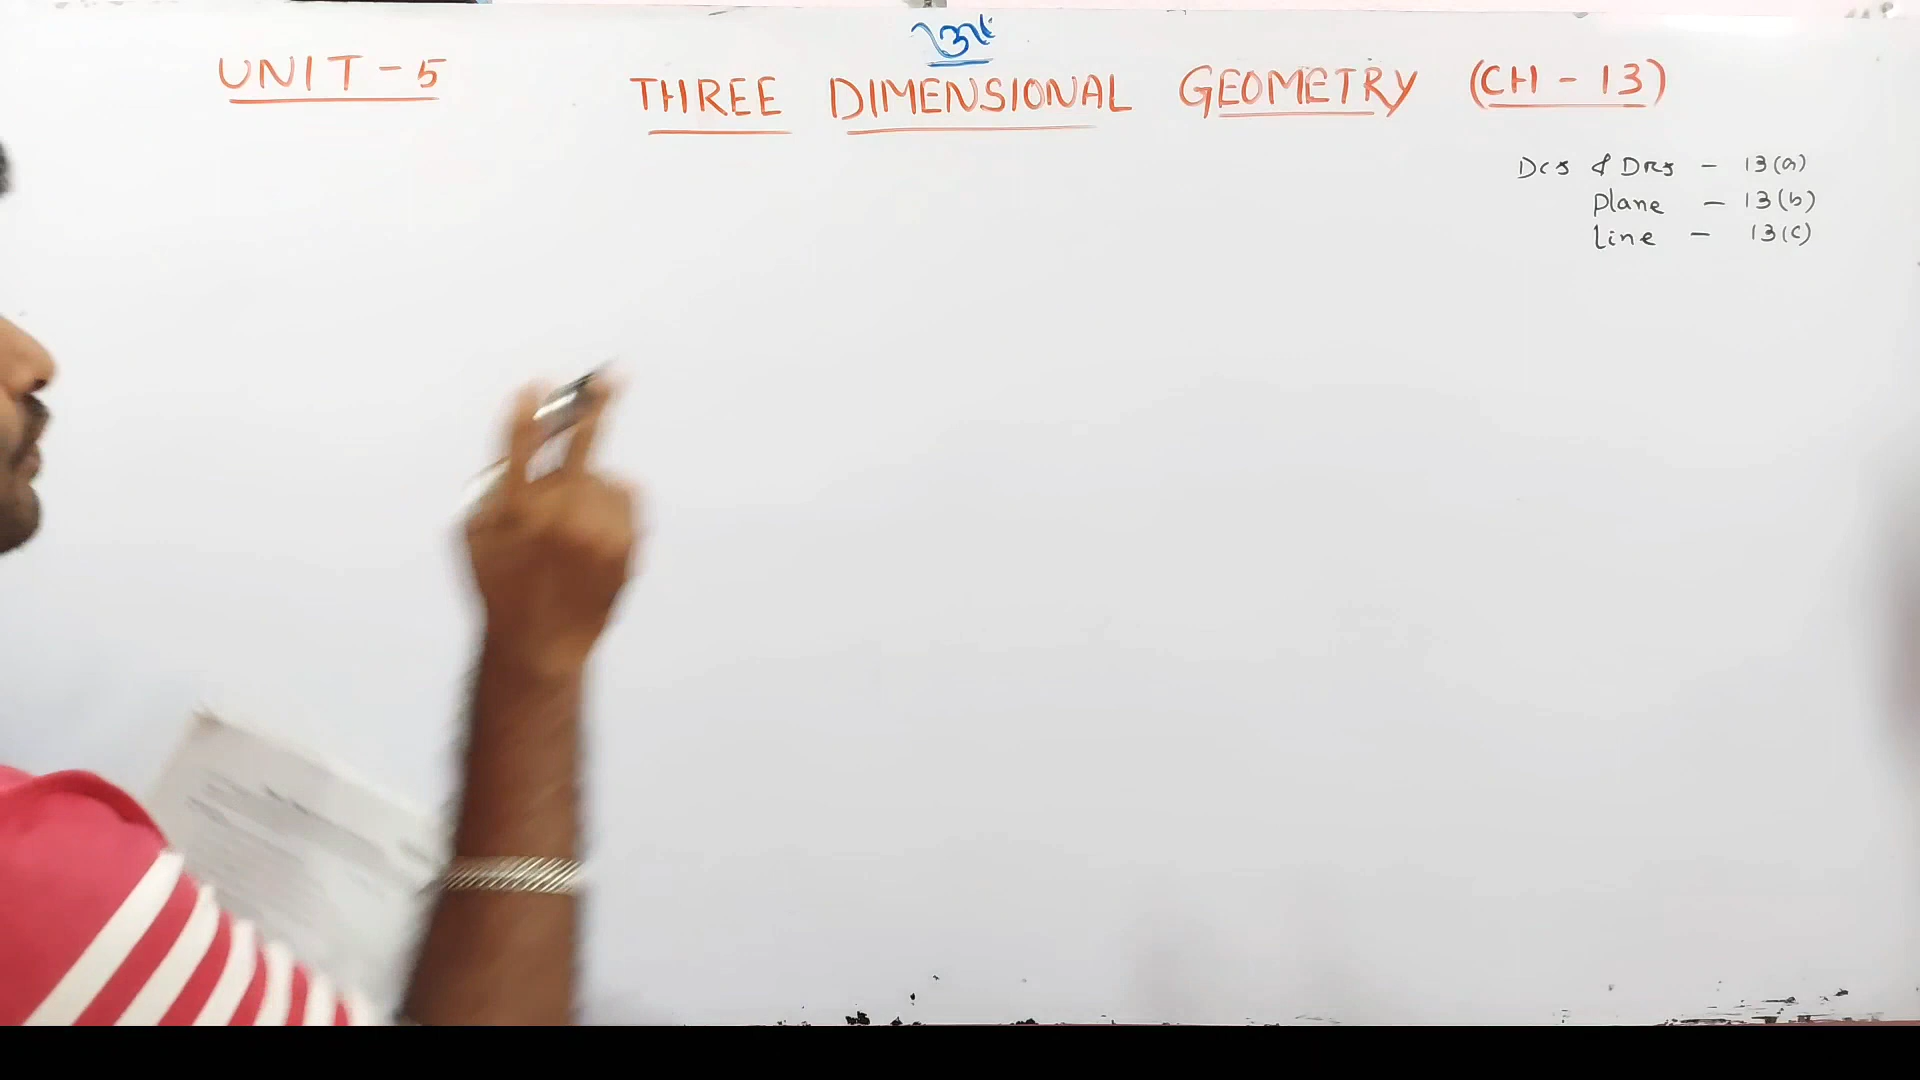 UNIT - 5
THREE DIMENSIONAL GEOMETRY (CH - 13)
Dcs & DRs - 13(a)
Plane - 13(b)
Line - 13(c)